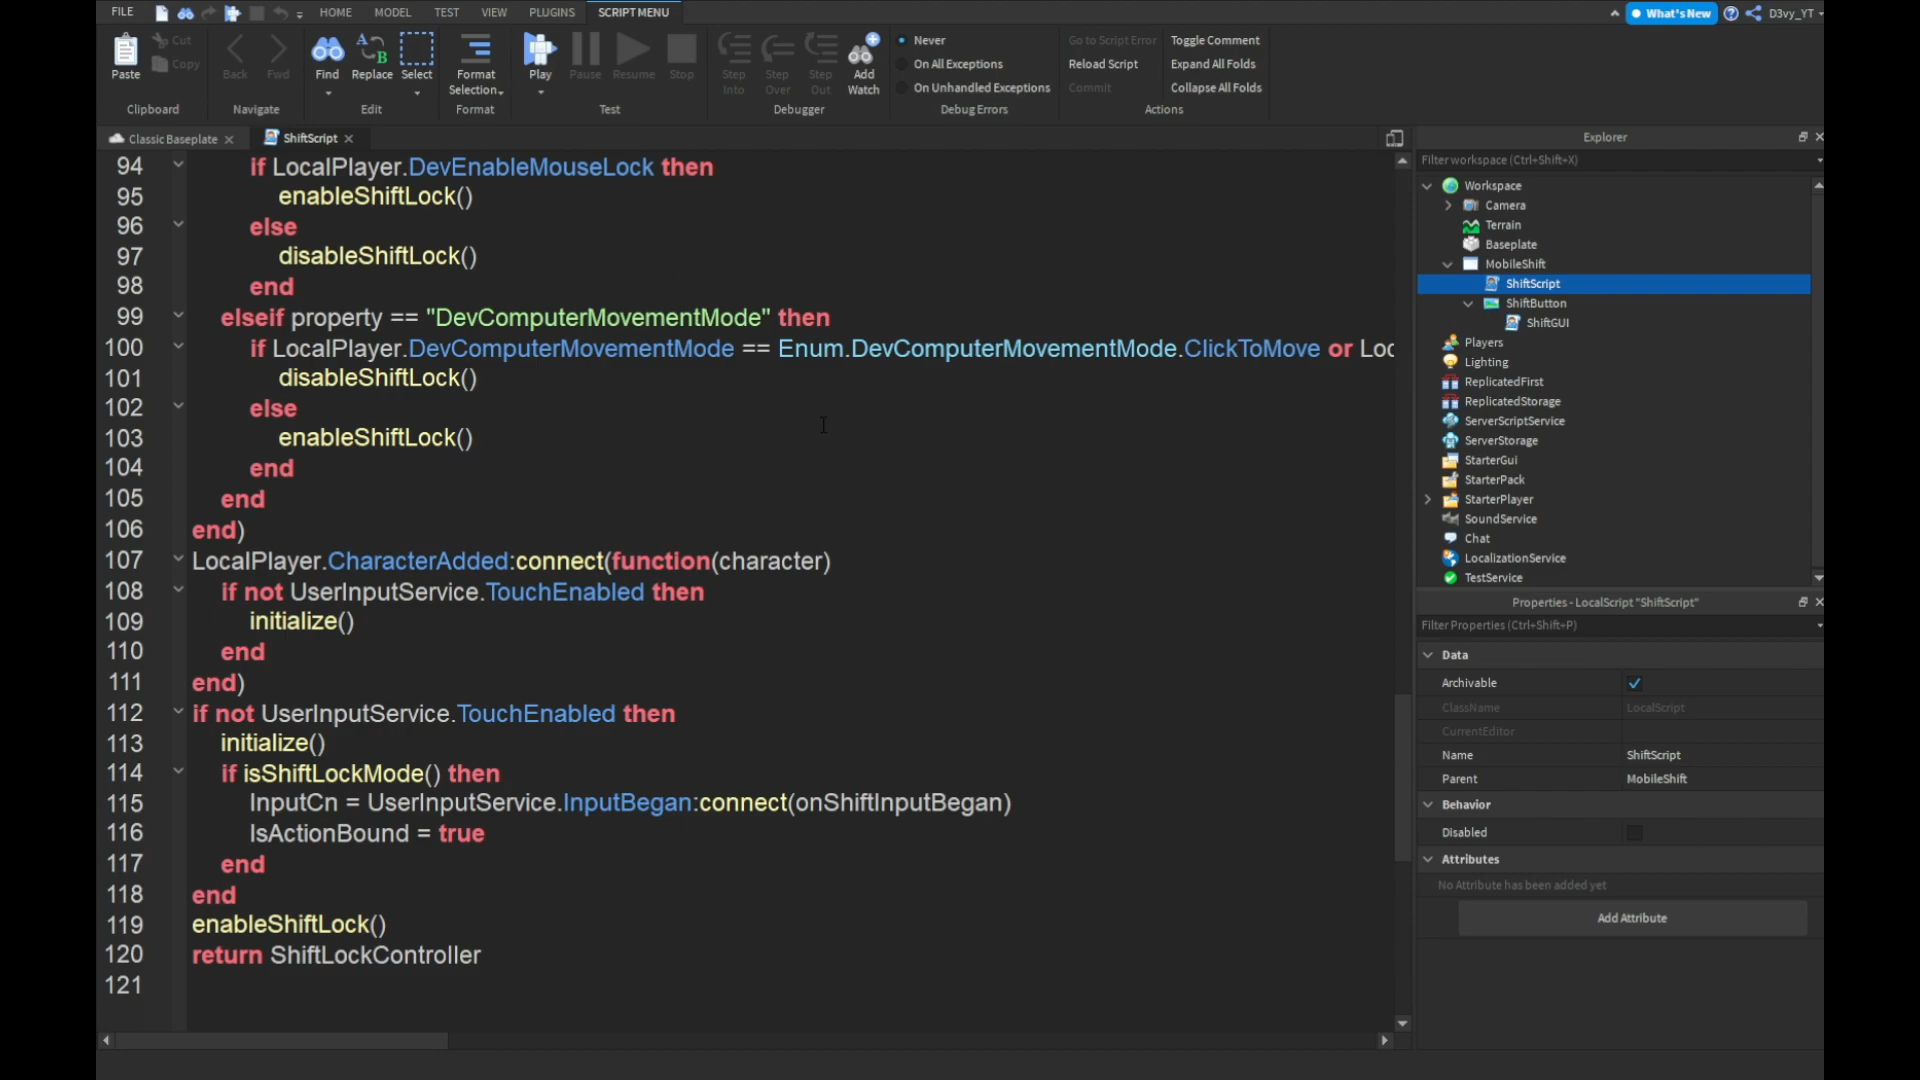 FILE
HOME
MODEL
TEST
VIEW
PLUGINS
SCRIPT MENU
What's New
D3vy_YT
Paste
Cut
Copy
Clipboard
Back
Fwd
Navigate
Find
Replace
Select
Edit
Format
Selection
Format
Play
Pause
Resume
Stop
Test
Step
Into
Step
Over
Step
Out
Add
Watch
Debugger
Never
On All Exceptions
On Unhandled Exceptions
Debug Errors
Go to Script Error
Reload Script
Commit
Toggle Comment
Expand All Folds
Collapse All Folds
Actions
Classic Baseplate
ShiftScript
94 if LocalPlayer.DevEnableMouseLock then
95 enableShiftLock()
96 else
97 disableShiftLock()
98 end
99 elseif property == "DevComputerMovementMode" then
100 if LocalPlayer.DevComputerMovementMode == Enum.DevComputerMovementMode.ClickToMove or Loc
101 disableShiftLock()
102 else
103 enableShiftLock()
104 end
105 end
106 end)
107 LocalPlayer.CharacterAdded:connect(function(character)
108 if not UserInputService.TouchEnabled then
109 initialize()
110 end
111 end)
112 if not UserInputService.TouchEnabled then
113 initialize()
114 if isShiftLockMode() then
115 InputCn = UserInputService.InputBegan:connect(onShiftInputBegan)
116 IsActionBound = true
117 end
118 end
119 enableShiftLock()
120 return ShiftLockController
121
Explorer
Filter workspace (Ctrl+Shift+X)
Workspace
Camera
Terrain
Baseplate
MobileShift
ShiftScript
ShiftButton
ShiftGUI
Players
Lighting
ReplicatedFirst
ReplicatedStorage
ServerScriptService
ServerStorage
StarterGui
StarterPack
StarterPlayer
SoundService
Chat
LocalizationService
TestService
Properties - LocalScript "ShiftScript"
Filter Properties (Ctrl+Shift+P)
Data
Archivable
ClassName LocalScript
CurrentEditor
Name ShiftScript
Parent MobileShift
Behavior
Disabled
Attributes
No Attribute has been added yet
Add Attribute